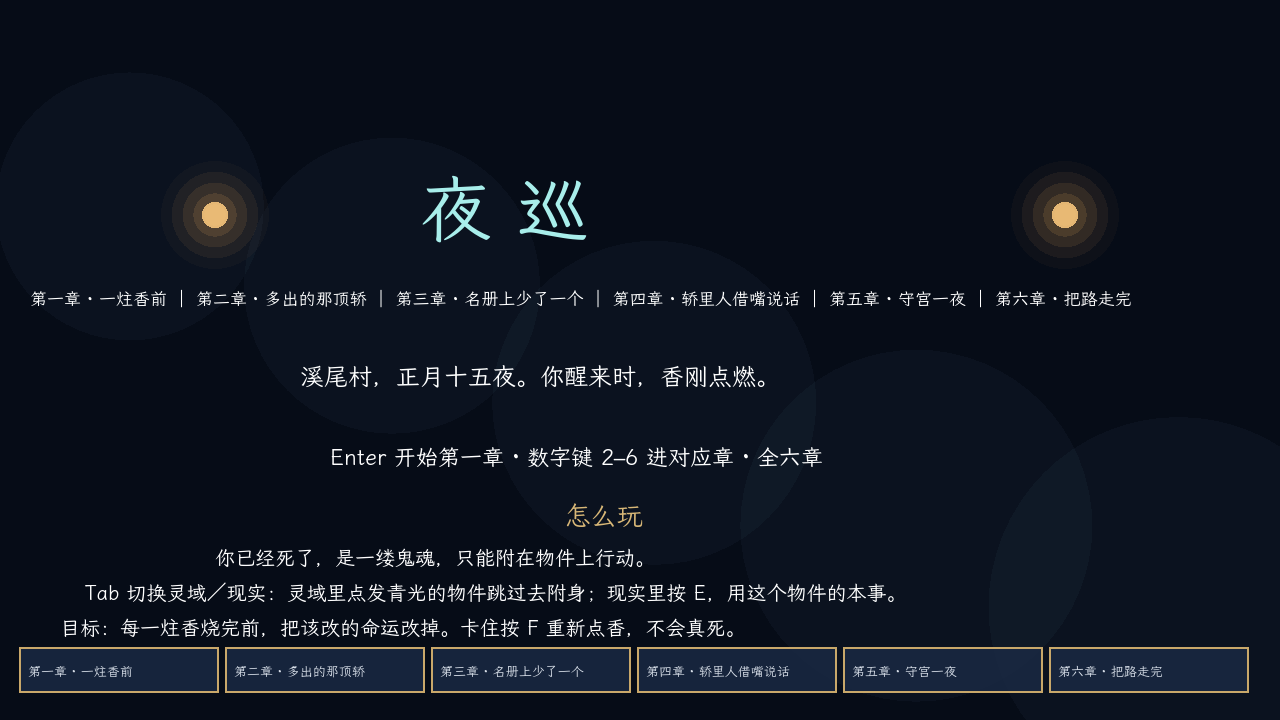 夜巡
第一章·一炷香前 | 第二章·多出的那顶轿 | 第三章·名册上少了一个 | 第四章·轿里人借嘴说话 | 第五章·守宫一夜 | 第六章·把路走完
溪尾村，正月十五夜。你醒来时，香刚点燃。
Enter 开始第一章·数字键 2–6 进对应章·全六章
怎么玩
你已经死了，是一缕鬼魂，只能附在物件上行动。
Tab 切换灵域／现实：灵域里点发青光的物件跳过去附身；现实里按 E，用这个物件的本事。
目标：每一炷香烧完前，把该改的命运改掉。卡住按 F 重新点香，不会真死。
第一章·一炷香前
第二章·多出的那顶轿
第三章·名册上少了一个
第四章·轿里人借嘴说话
第五章·守宫一夜
第六章·把路走完